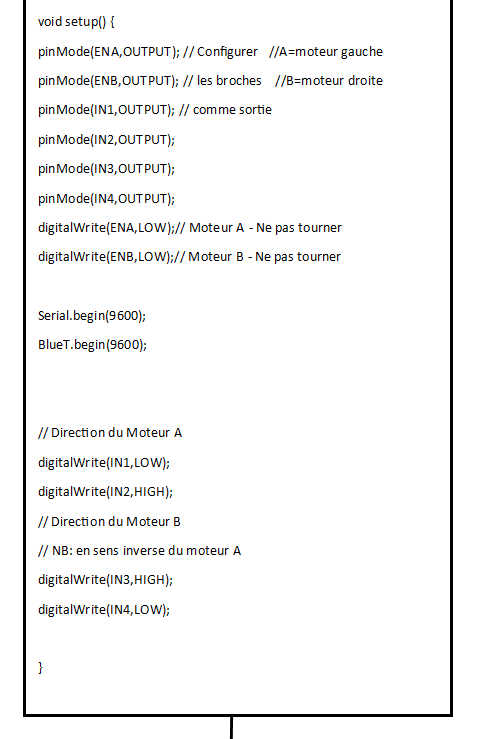 void setup() {
pinMode(ENA,OUTPUT); // Configurer //A=moteur gauche
pinMode(ENB,OUTPUT); // les broches //B=moteur droite
pinMode(IN1,OUTPUT); // comme sortie
pinMode(IN2,OUTPUT);
pinMode(IN3,OUTPUT);
pinMode(IN4,OUTPUT);
digitalWrite(ENA,LOW);// Moteur A - Ne pas tourner
digitalWrite(ENB,LOW);// Moteur B - Ne pas tourner
Serial.begin(9600);
BlueT.begin(9600);
// Direction du Moteur A
digitalWrite(IN1,LOW);
digitalWrite(IN2,HIGH);
// Direction du Moteur B
// NB: en sens inverse du moteur A
digitalWrite(IN3,HIGH);
digitalWrite(IN4,LOW);
}